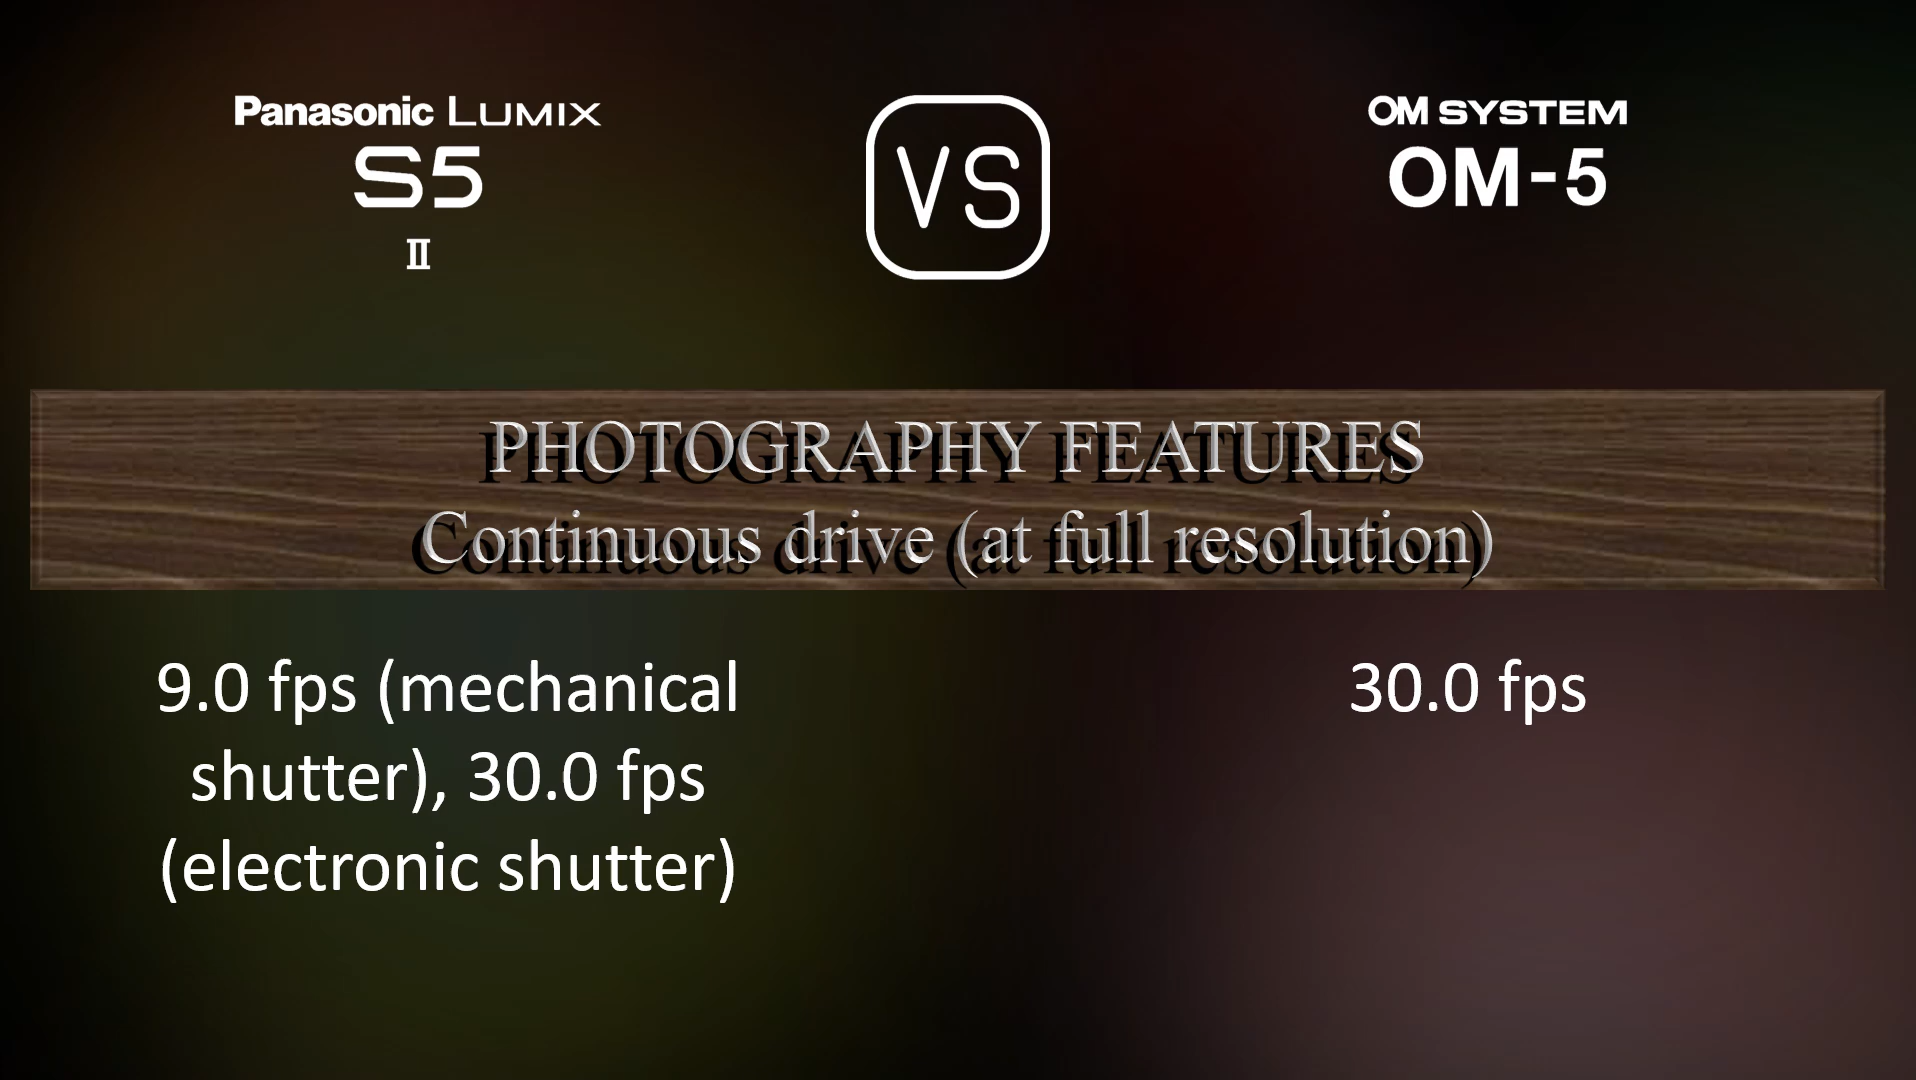 Panasonic LUMIX
S5
II
VS
OM SYSTEM
OM-5
PHOTOGRAPHY FEATURES
Continuous drive (at full resolution)
9.0 fps (mechanical
shutter), 30.0 fps
(electronic shutter)
30.0 fps